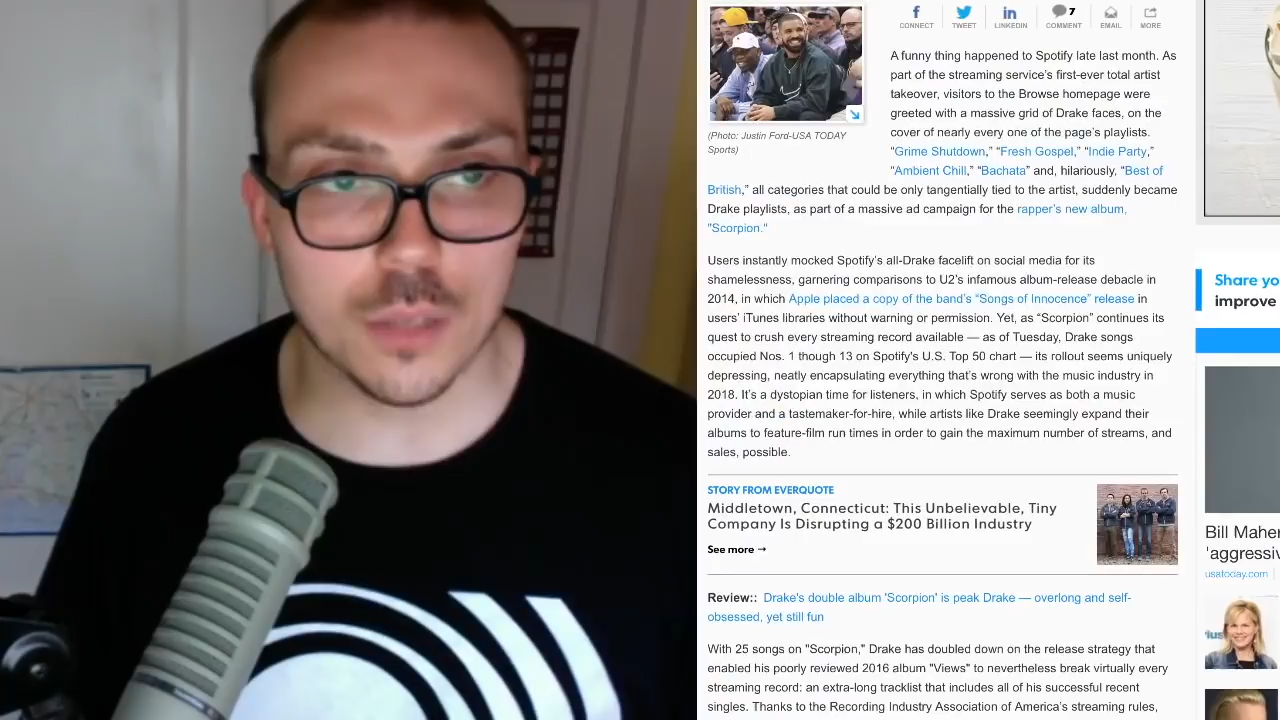 7
CONNECT
TWEET
LINKEDIN
COMMENT
EMAIL
MORE
(Photo: Justin Ford-USA TODAY
Sports)
A funny thing happened to Spotify late last month. As
part of the streaming service's first-ever total artist
takeover, visitors to the Browse homepage were
greeted with a massive grid of Drake faces, on the
cover of nearly every one of the page's playlists.
“Grime Shutdown,” “Fresh Gospel,” “Indie Party,”
“Ambient Chill,” “Bachata” and, hilariously, “Best of
British,” all categories that could be only tangentially tied to the artist, suddenly became
Drake playlists, as part of a massive ad campaign for the rapper's new album,
"Scorpion."
Users instantly mocked Spotify's all-Drake facelift on social media for its
shamelessness, garnering comparisons to U2's infamous album-release debacle in
2014, in which Apple placed a copy of the band's “Songs of Innocence” release in
users' iTunes libraries without warning or permission. Yet, as “Scorpion” continues its
quest to crush every streaming record available — as of Tuesday, Drake songs
occupied Nos. 1 though 13 on Spotify's U.S. Top 50 chart — its rollout seems uniquely
depressing, neatly encapsulating everything that's wrong with the music industry in
2018. It's a dystopian time for listeners, in which Spotify serves as both a music
provider and a tastemaker-for-hire, while artists like Drake seemingly expand their
albums to feature-film run times in order to gain the maximum number of streams, and
sales, possible.
STORY FROM EVERQUOTE
Middletown, Connecticut: This Unbelievable, Tiny
Company Is Disrupting a $200 Billion Industry
See more →
Review:: Drake's double album 'Scorpion' is peak Drake — overlong and self-
obsessed, yet still fun
With 25 songs on "Scorpion," Drake has doubled down on the release strategy that
enabled his poorly reviewed 2016 album "Views" to nevertheless break virtually every
streaming record: an extra-long tracklist that includes all of his successful recent
singles. Thanks to the Recording Industry Association of America's streaming rules,
Share yo
improve
Bill Maher
'aggressiv
usatoday.com